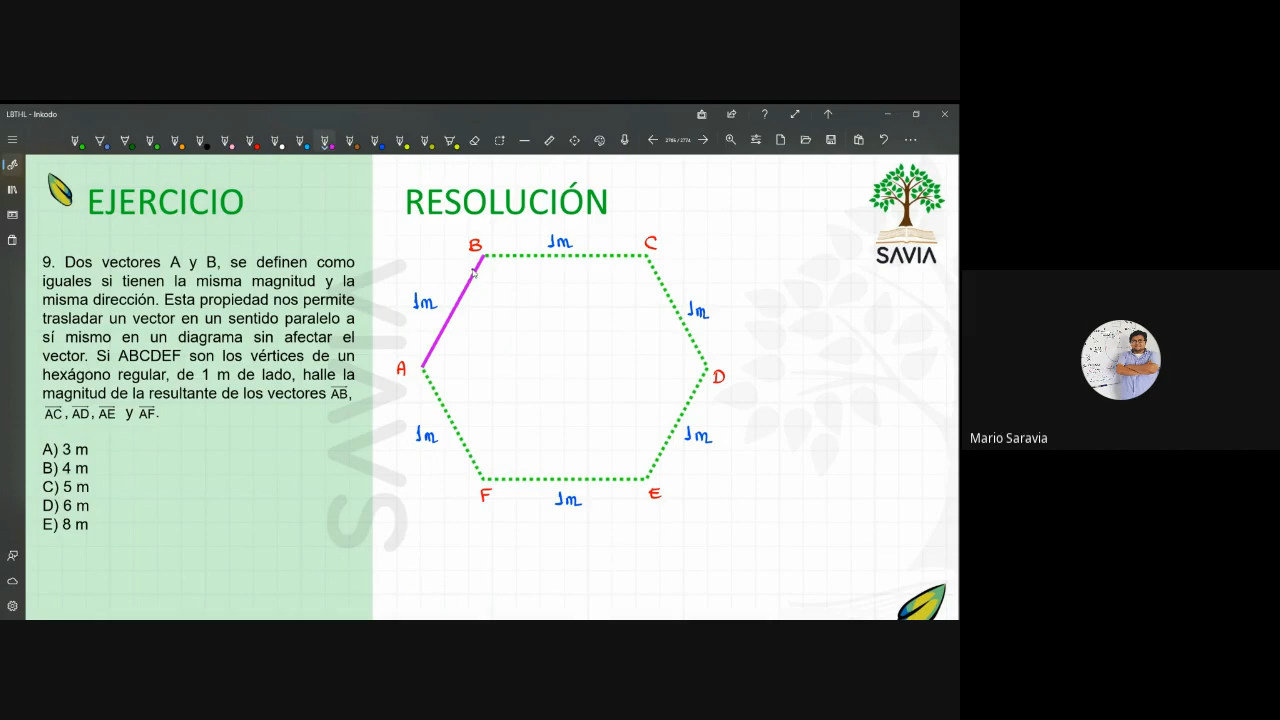 LBTHL - Inkodo
EJERCICIO
RESOLUCIÓN
SAVIA
9. Dos vectores A y B, se definen como
iguales si tienen la misma magnitud y la
misma dirección. Esta propiedad nos permite
trasladar un vector en un sentido paralelo a
sí mismo en un diagrama sin afectar el
vector. Si ABCDEF son los vértices de un
hexágono regular, de 1 m de lado, halle la
magnitud de la resultante de los vectores AB,
AC, AD, AE y AF.
A) 3 m
B) 4 m
C) 5 m
D) 6 m
E) 8 m
B 1m C
1m 1m
A D
1m 1m
F 1m E
SAVIA
Mario Saravia